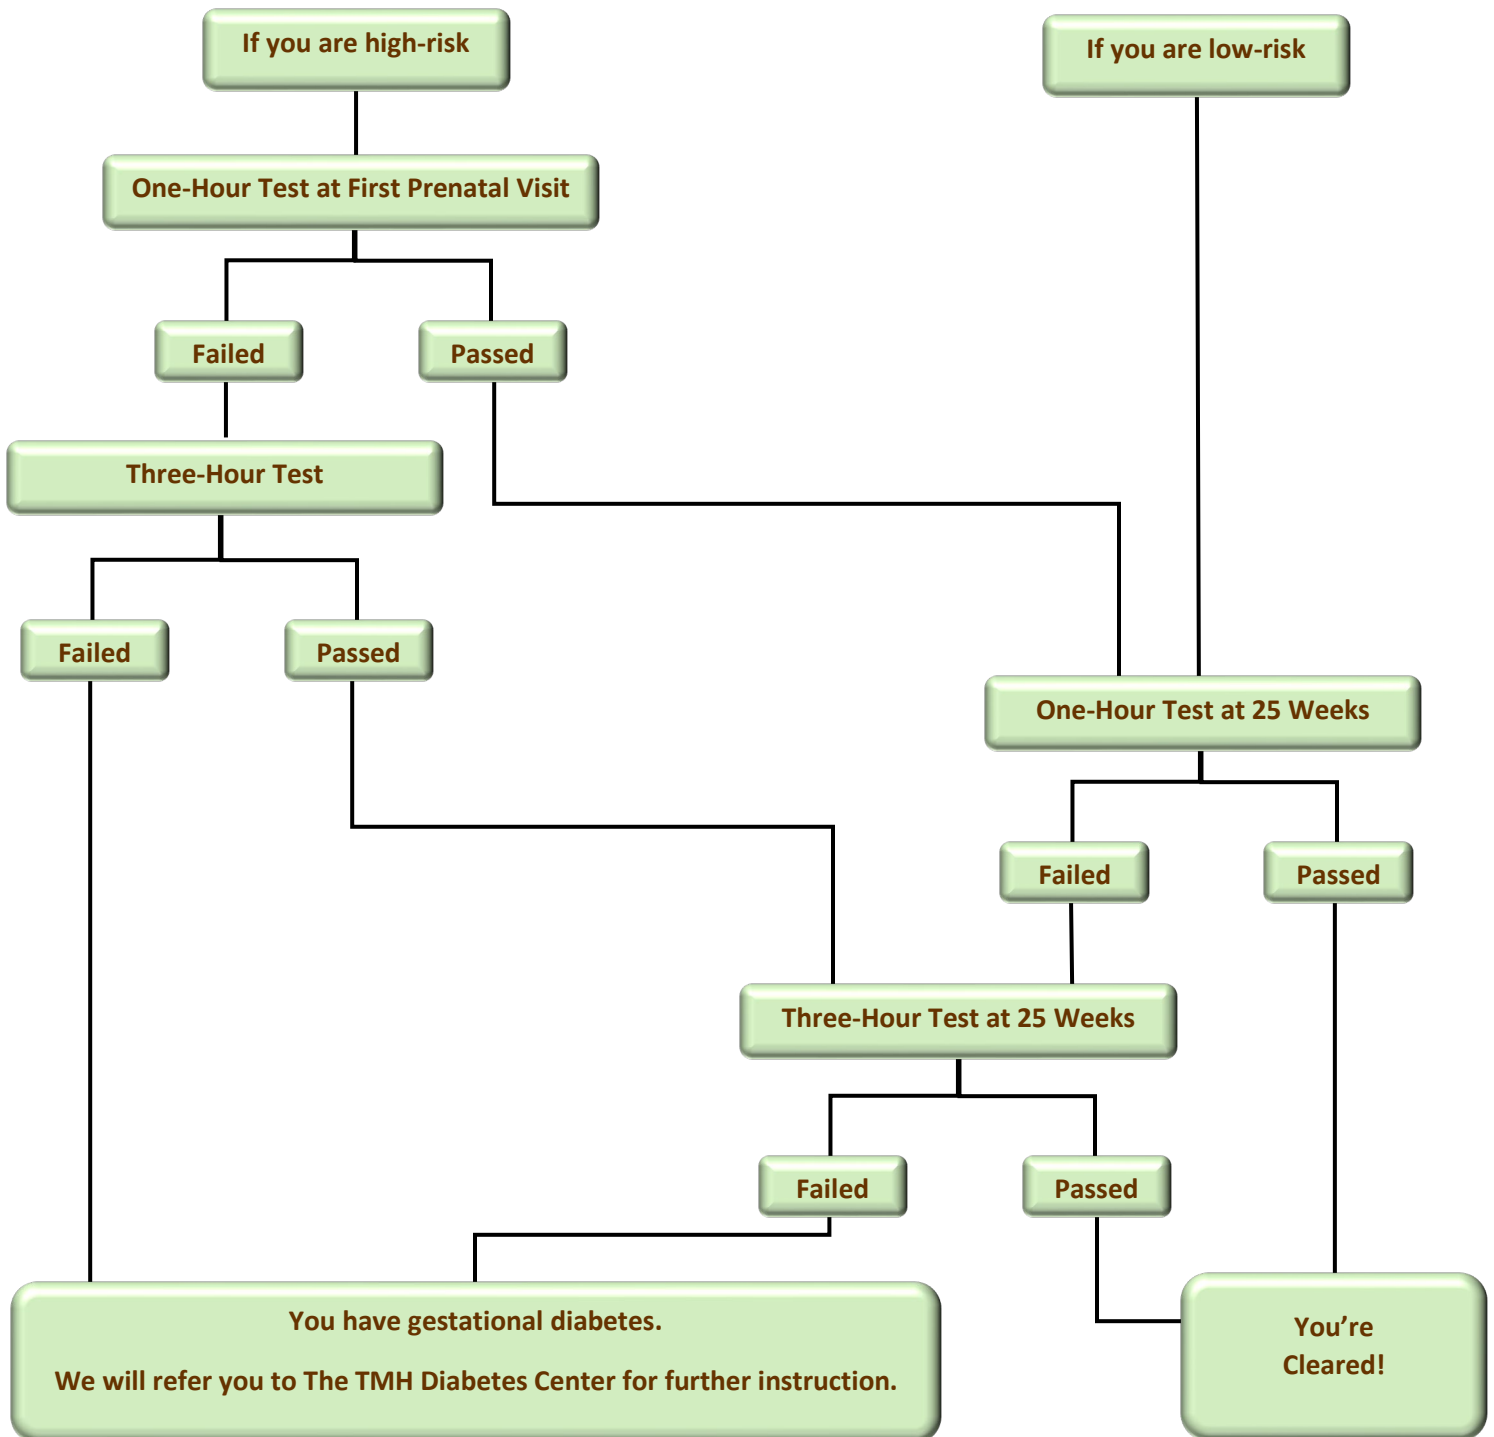 If you are high-risk
If you are low-risk
One-Hour Test at First Prenatal Visit
Failed
Passed
Three-Hour Test
Failed
Passed
One-Hour Test at 25 Weeks
Failed
Passed
Three-Hour Test at 25 Weeks
Failed
Passed
You have gestational diabetes.
We will refer you to The TMH Diabetes Center for further instruction.
You’re
Cleared!